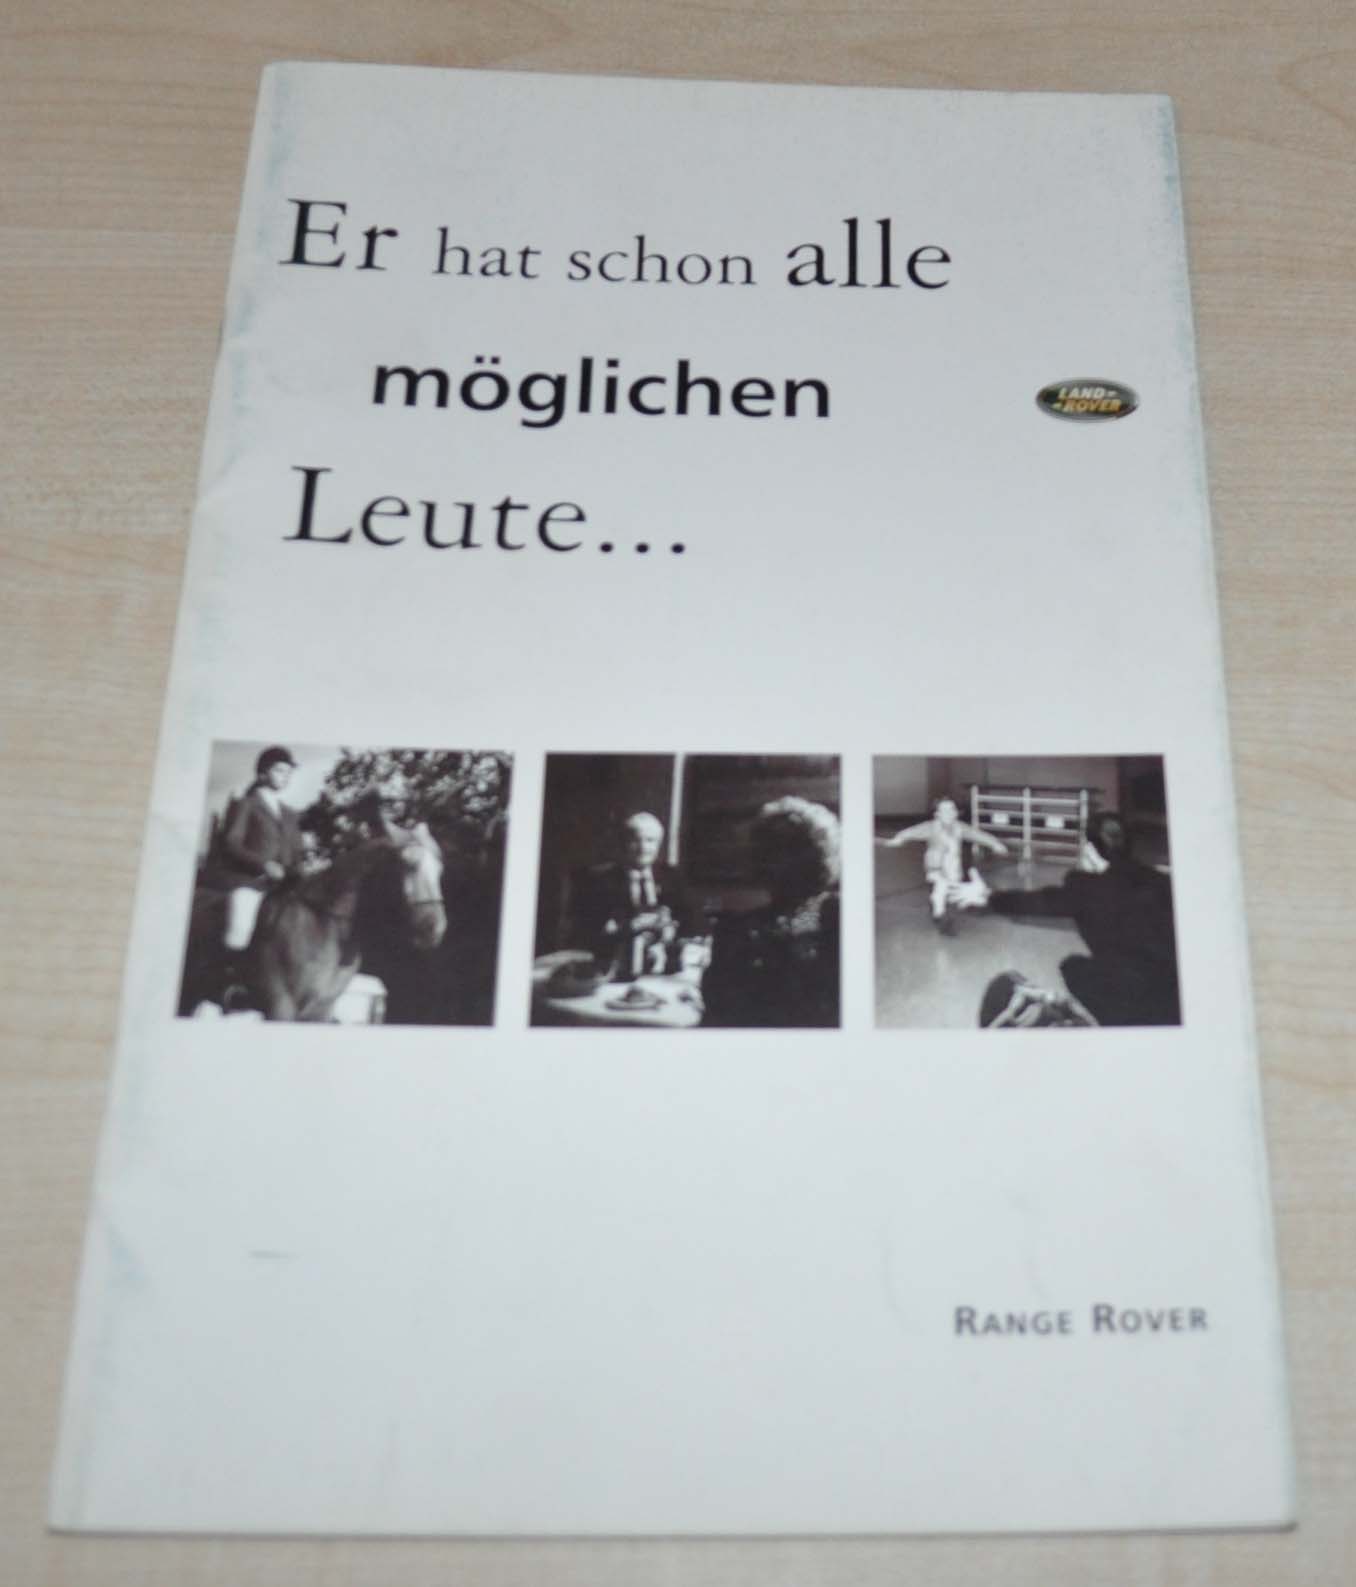 Er hat schon alle
möglichen
LAND-
-ROVER
Leute...
RANGE ROVER